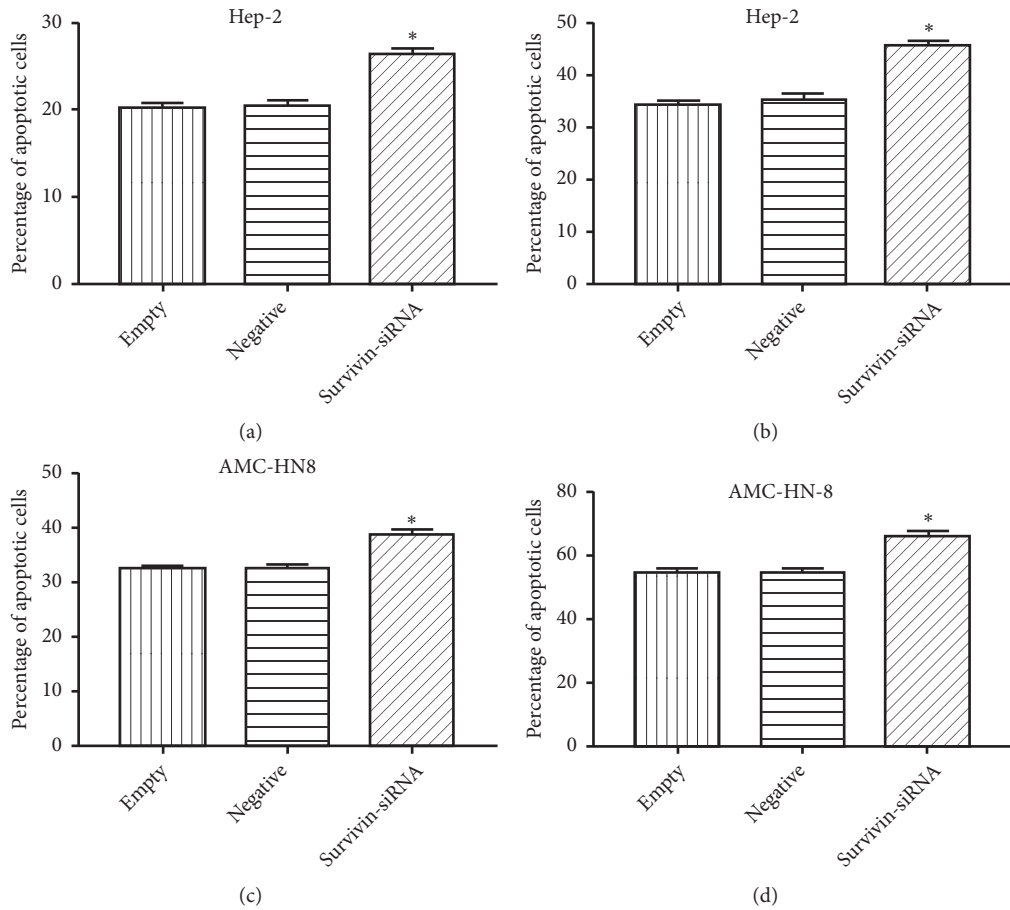 Hep-2
Percentage of apoptotic cells
30
20
10
0
*
Empty
Negative
Survivin-siRNA
(a)
Hep-2
Percentage of apoptotic cells
50
40
30
20
10
0
*
Empty
Negative
Survivin-siRNA
(b)
AMC-HN8
Percentage of apoptotic cells
50
40
30
20
10
0
*
Empty
Negative
Survivin-siRNA
(c)
AMC-HN-8
Percentage of apoptotic cells
80
60
40
20
0
*
Empty
Negative
Survivin-siRNA
(d)